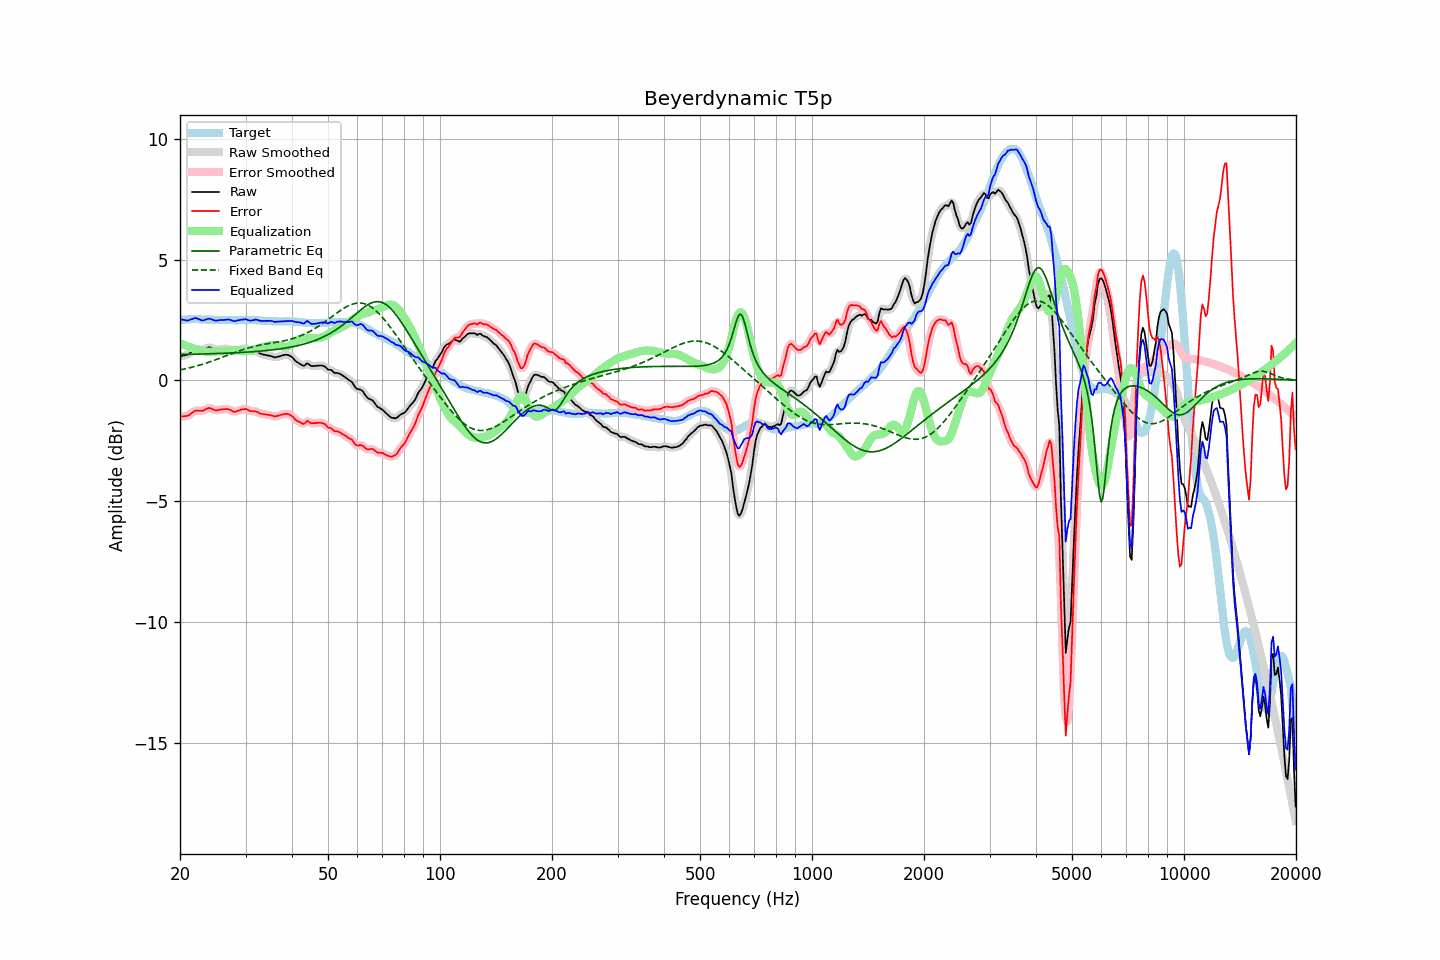 Beyerdynamic T5p
Target
Raw Smoothed
Error Smoothed
Raw
Error
Equalization
Parametric Eq
Fixed Band Eq
Equalized
10
5
0
−5
−10
−15
Amplitude (dBr)
20 50 100 200 500 1000 2000 5000 10000 20000
Frequency (Hz)